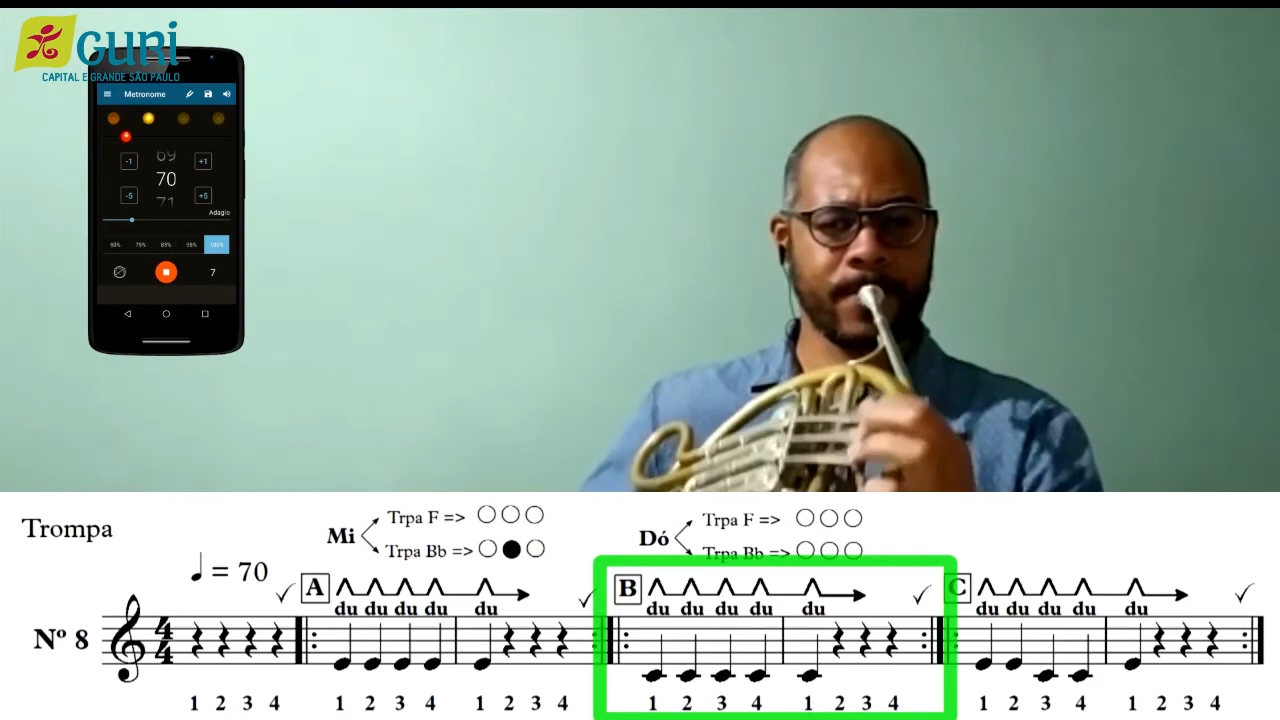 GURI
CAPITAL E GRANDE SÃO PAULO
Metronome
69
-1 70 +1
-5 71 +5
Adagio
50% 75% 88% 95% 100%
7
Trompa
Mi
Trpa F =>
Trpa Bb =>
Dó
Trpa F =>
Trpa Bb =>
= 70
A
B
C
du du du du du
du du du du du
du du du du du
Nº 8
4
4
1 2 3 4 1 2 3 4 1 2 3 4 1 2 3 4 1 2 3 4 1 2 3 4 1 2 3 4